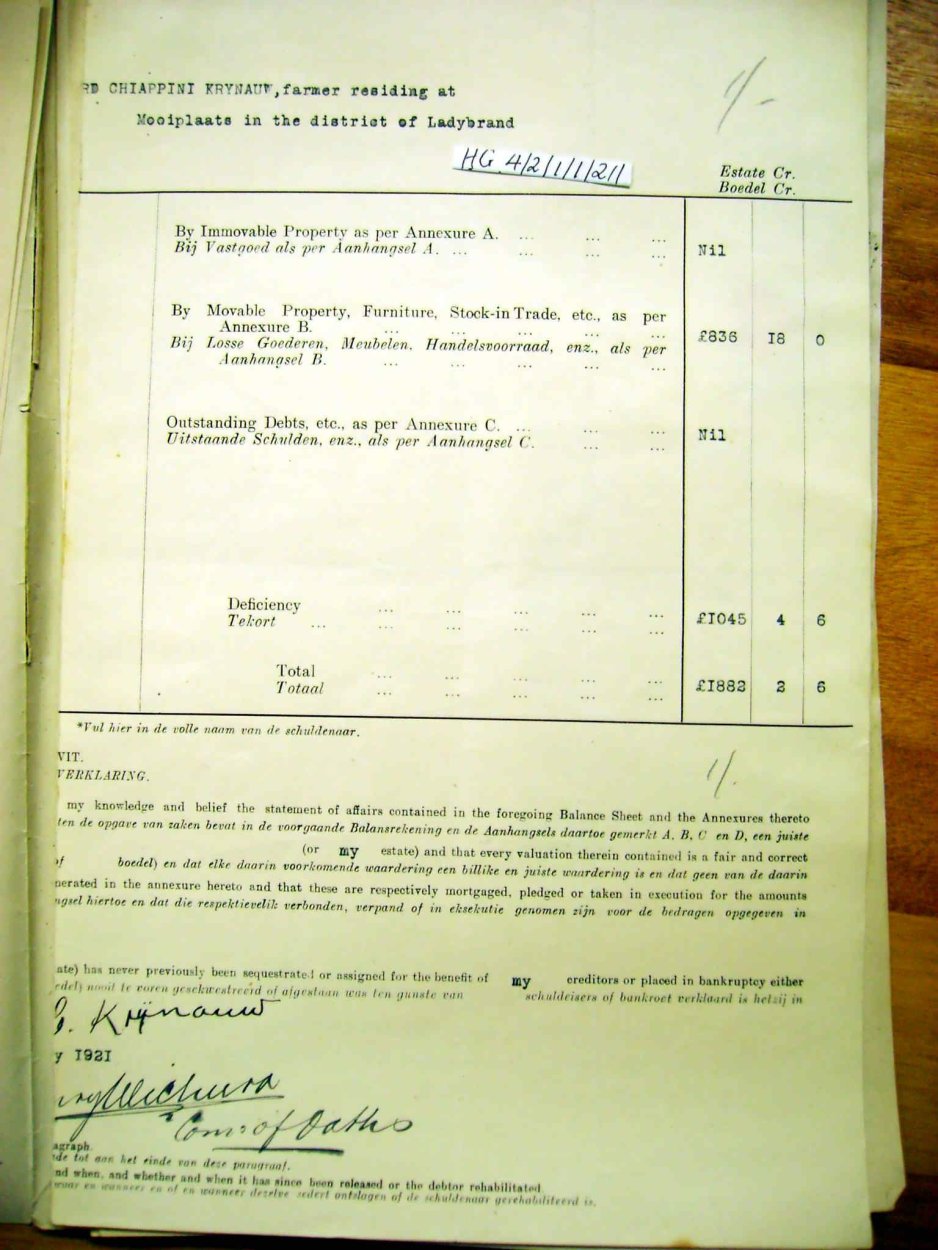 RD CHIAPPINI KRYNAUW, farmer residing at
Mooiplaats in the district of Ladybrand
1/-
HG 4/2/1/1/211
Estate Cr.
Boedel Cr.
By Immovable Property as per Annexure A. ... ... ...
Bij Vastgoed als per Aanhangsel A. ... ... ... ...
Nil
By Movable Property, Furniture, Stock-in Trade, etc., as per
Annexure B. ... ... ... ... ...
£836 18 0
Bij Losse Goederen, Meubelen, Handelsvoorraad, enz., als per
Aanhangsel B. ... ... ... ... ...
Outstanding Debts, etc., as per Annexure C. ... ... ...
Uitstaande Schulden, enz., als per Aanhangsel C. ... ...
Nil
Deficiency ... ... ... ... ...
Tekort ... ... ... ... ... ...
£1045 4 6
Total ... ... ... ... ...
Totaal ... ... ... ... ...
£1882 2 6
*Vul hier in de volle naam van de schuldenaar.
VIT.
VERKLARING.
1/.
my knowledge and belief the statement of affairs contained in the foregoing Balance Sheet and the Annexures thereto
ten de opgave van zaken bevat in de voorgaande Balansrekening en de Aanhangsels daartoe gemerkt A, B, C en D, een juiste
(or my estate) and that every valuation therein contained is a fair and correct
of boedel) en dat elke daarin voorkomende waardering een billike en juiste waardering is en dat geen van de daarin
nerated in the annexure hereto and that these are respectively mortgaged, pledged or taken in execution for the amounts
ngsel hiertoe en dat die respektievelik verbonden, verpand of in eksekutie genomen zijn voor de bedragen opgegeven in
ate) has never previously been sequestrated or assigned for the benefit of my creditors or placed in bankruptcy either
edel) nooit te voren gesekwestreerd of afgestaan was ten gunste van schuldeisers of bankroet verklaard is hetzij in
C. Krijnauw
y 1921
Com: of Oaths
agraph.
de tot aan het einde van deze paragraaf.
nd when, and whether and when it has since been released or the debtor rehabilitated
waar en wanneer en of en wanneer dezelve sedert ontslagen of de schuldenaar gerehabiliteerd is.